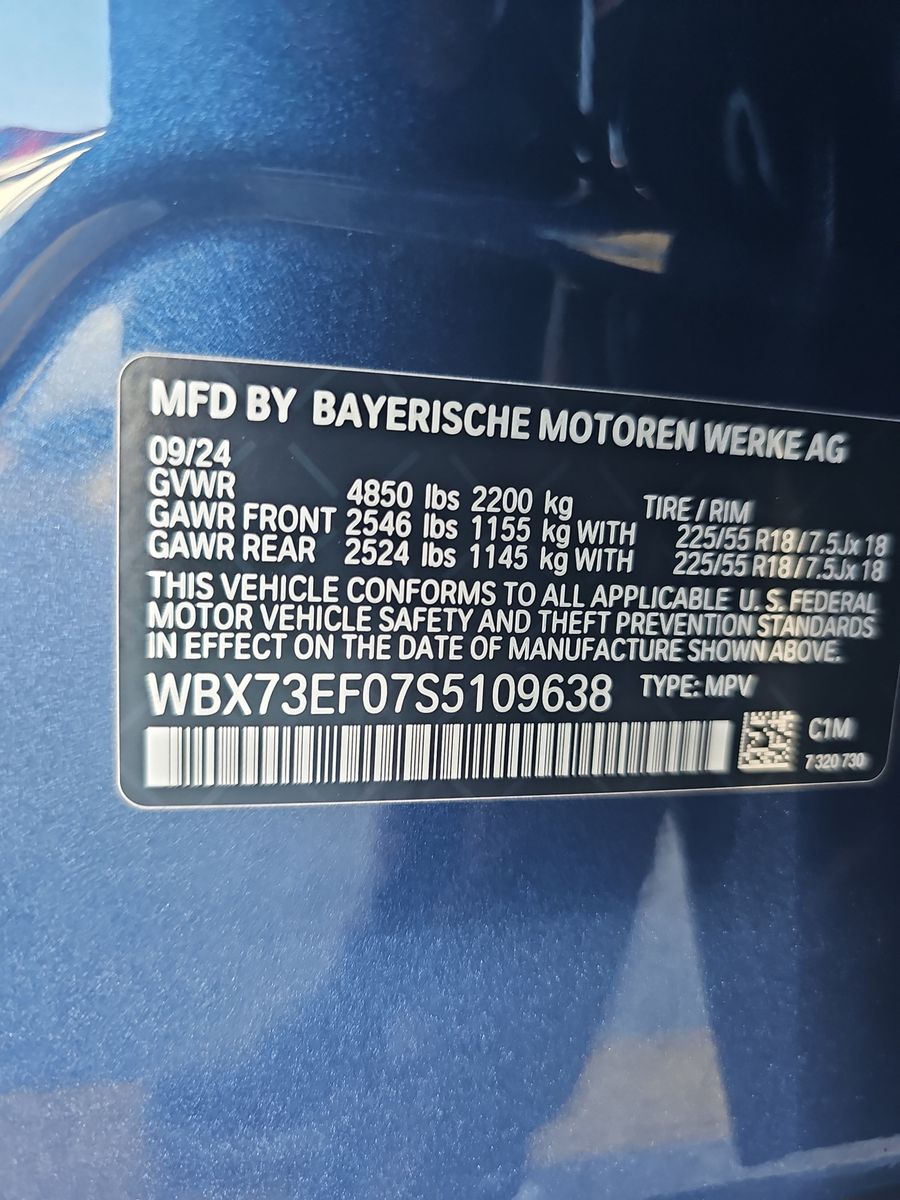 MFD BY BAYERISCHE MOTOREN WERKE AG
09/24
GVWR 4850 lbs 2200 kg TIRE / RIM
GAWR FRONT 2546 lbs 1155 kg WITH 225/55 R18 / 7.5Jx18
GAWR REAR 2524 lbs 1145 kg WITH 225/55 R18 / 7.5Jx18
THIS VEHICLE CONFORMS TO ALL APPLICABLE U. S. FEDERAL
MOTOR VEHICLE SAFETY AND THEFT PREVENTION STANDARDS
IN EFFECT ON THE DATE OF MANUFACTURE SHOWN ABOVE.
WBX73EF07S5109638 TYPE: MPV
C1M
7 320 730